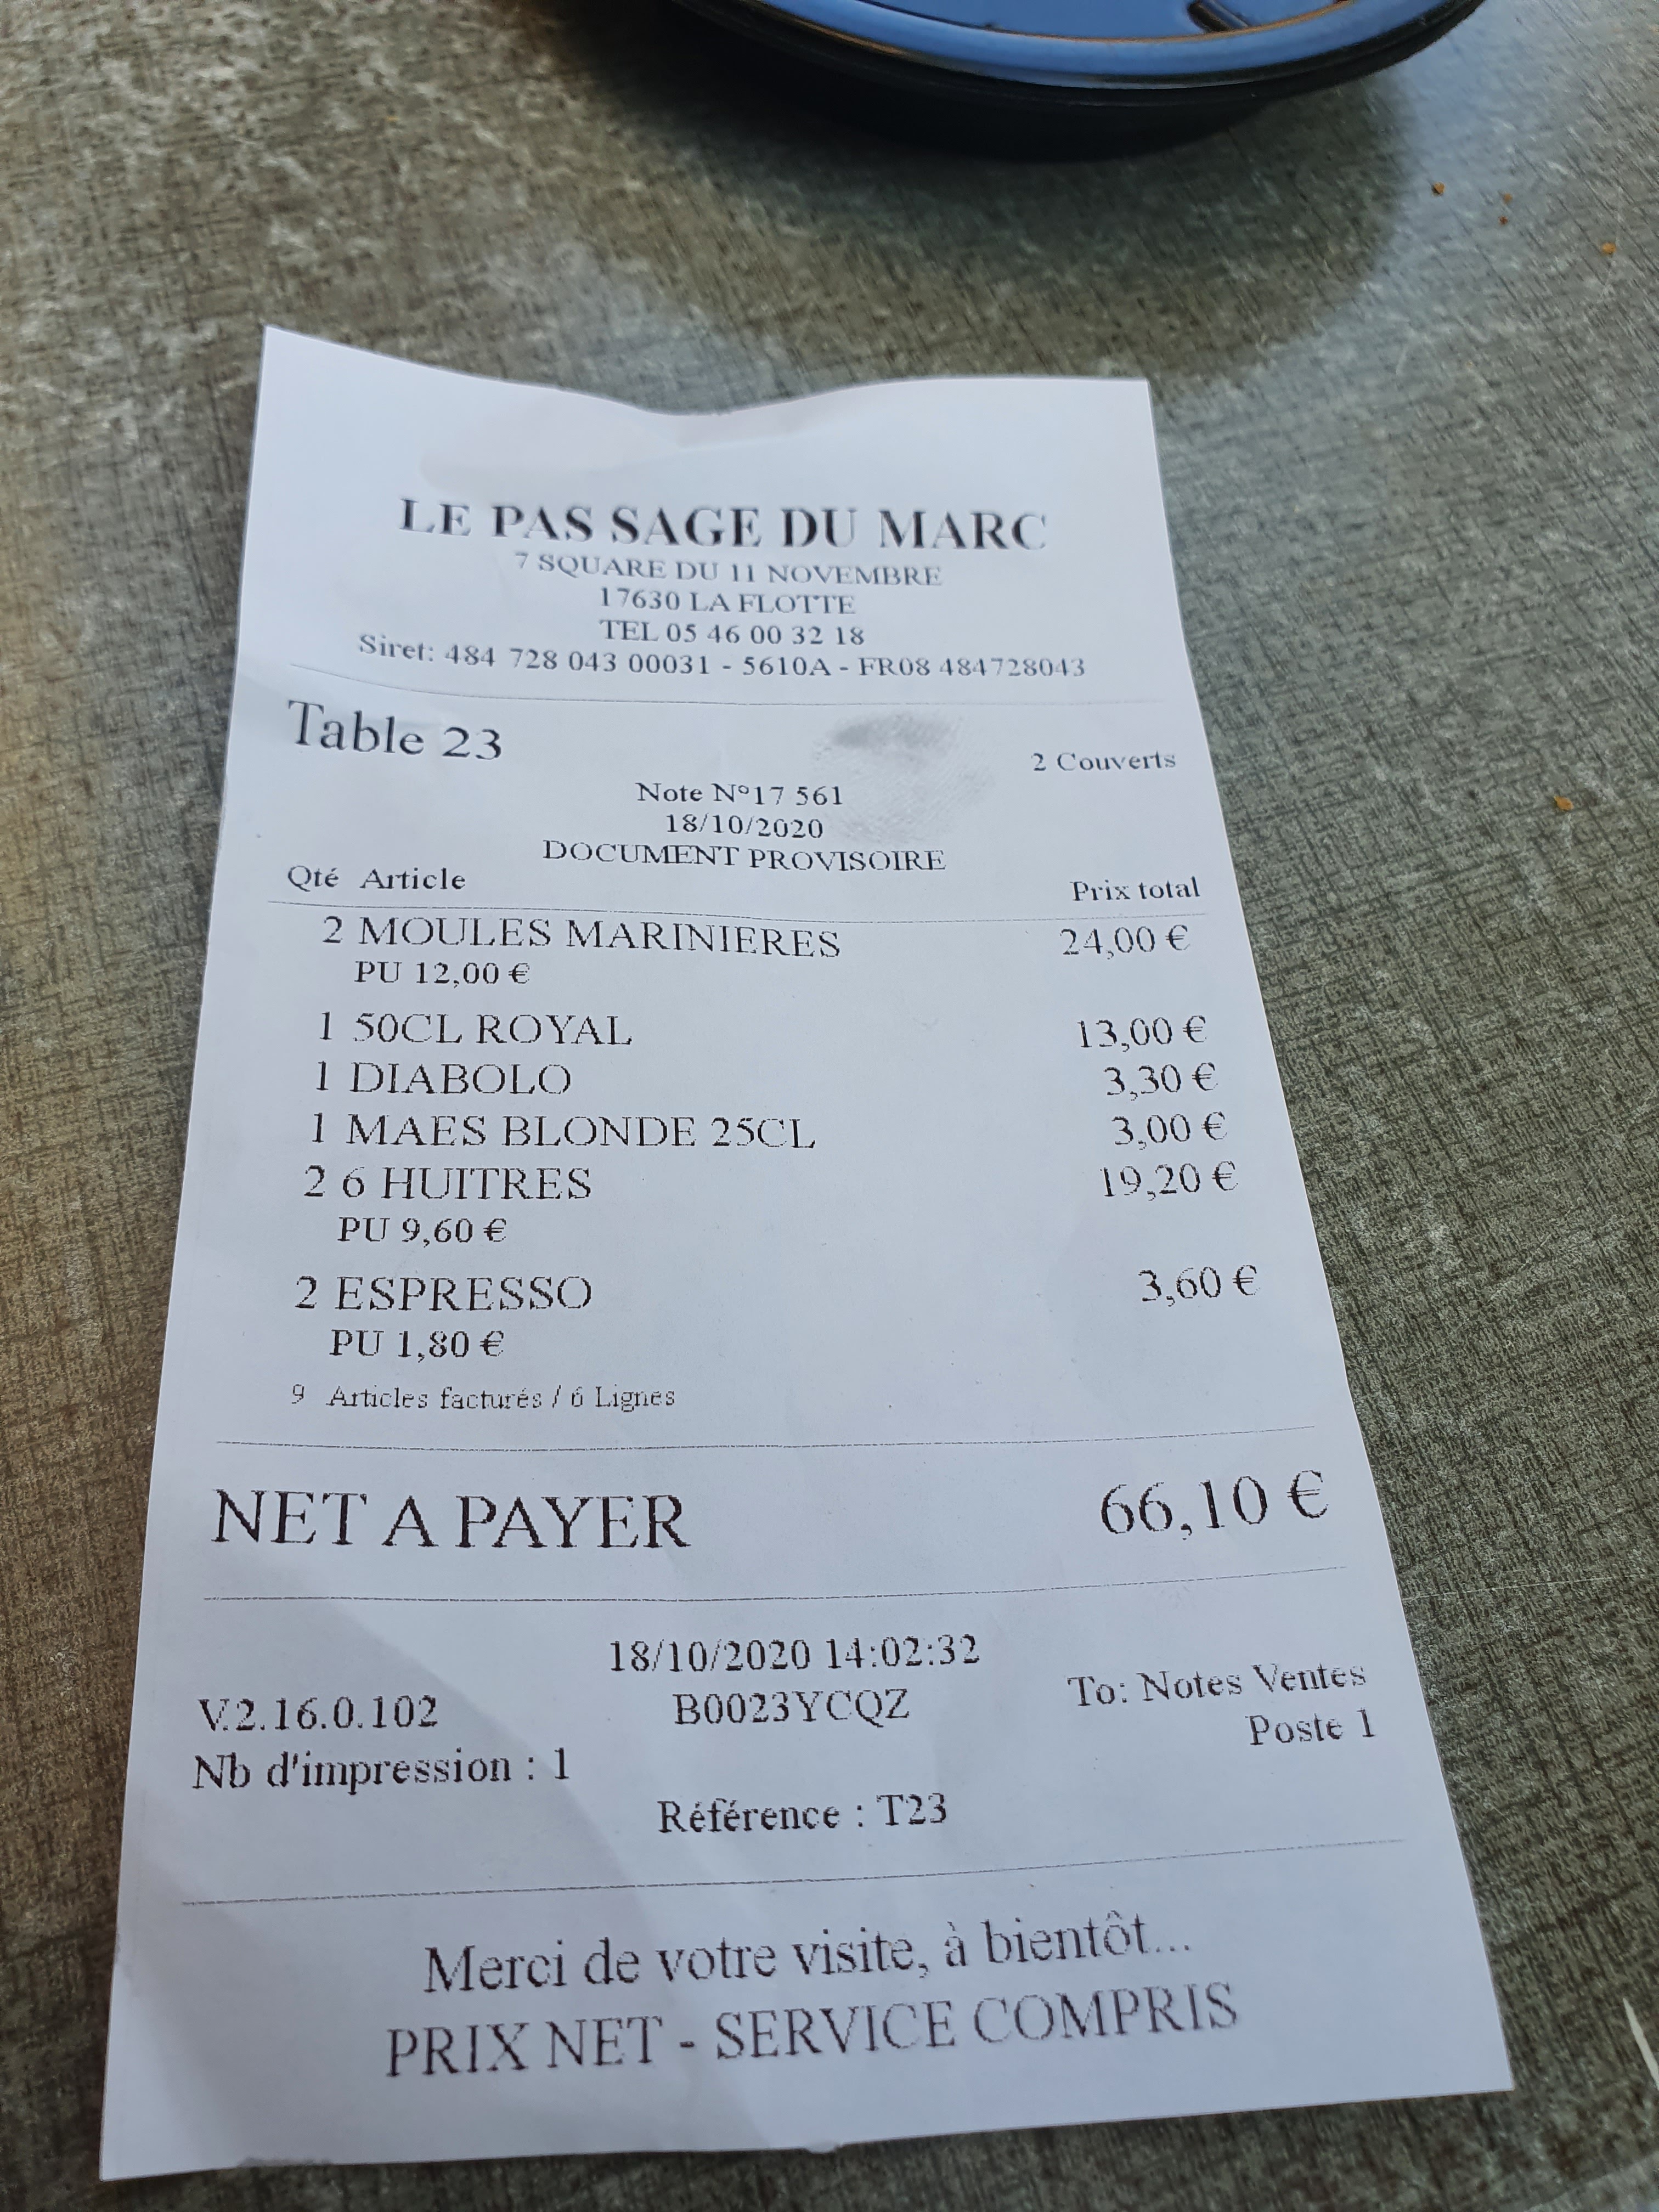 LE PAS SAGE DU MARC
7 SQUARE DU 11 NOVEMBRE
17630 LA FLOTTE
TEL 05 46 00 32 18
Siret: 484 728 043 00031 - 5610A - FR08 484728043
Table 23
2 Couverts
Note N°17 561
18/10/2020
DOCUMENT PROVISOIRE
Qté Article Prix total
2 MOULES MARINIERES 24,00 €
PU 12,00 €
1 50CL ROYAL 13,00 €
1 DIABOLO 3,30 €
1 MAES BLONDE 25CL 3,00 €
2 6 HUITRES 19,20 €
PU 9,60 €
2 ESPRESSO 3,60 €
PU 1,80 €
9 Articles facturés / 6 Lignes
NET A PAYER 66,10 €
18/10/2020 14:02:32
V.2.16.0.102 B0023YCQZ To: Notes Ventes
Nb d'impression : 1 Poste 1
Référence : T23
Merci de votre visite, à bientôt...
PRIX NET - SERVICE COMPRIS